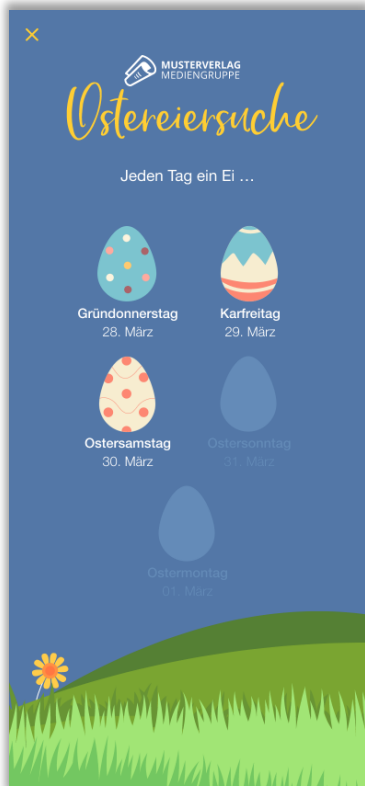 MUSTERVERLAG
MEDIENGRUPPE
Ostereiersuche
Jeden Tag ein Ei …
Gründonnerstag
28. März
Karfreitag
29. März
Ostersamstag
30. März
Ostersonntag
31. März
Ostermontag
01. März